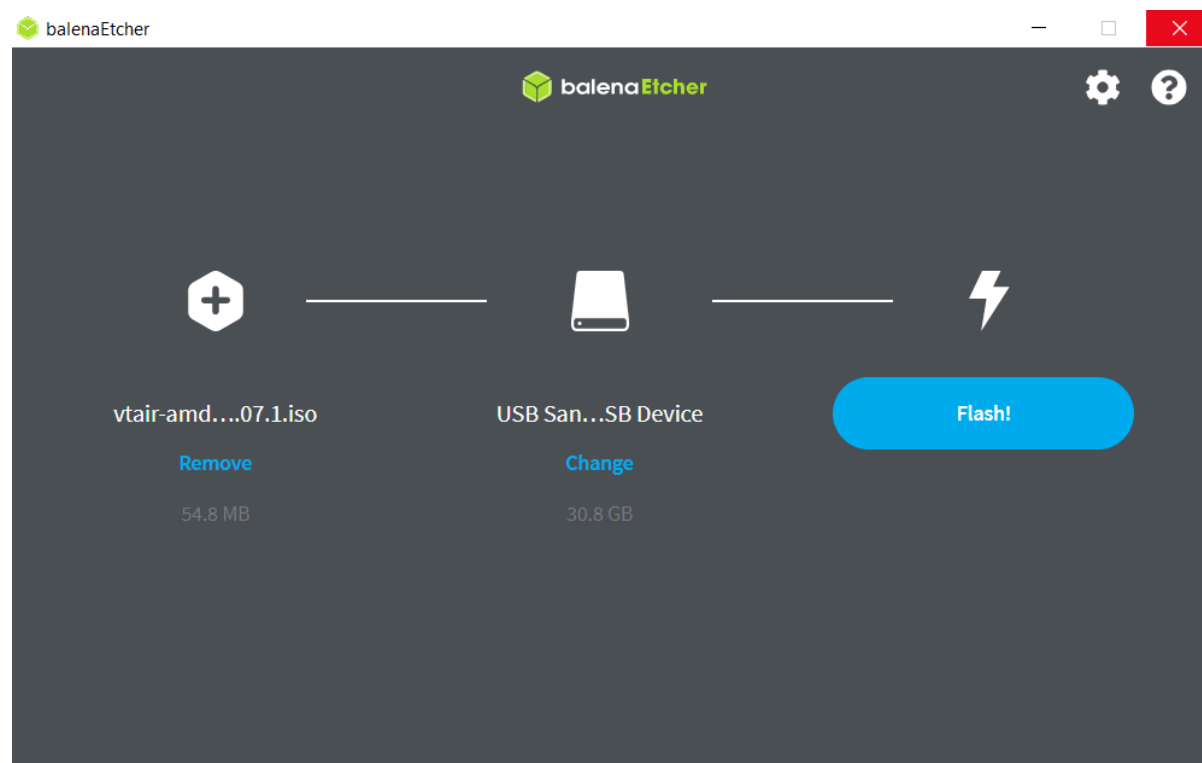 balenaEtcher
balenaEtcher
vtair-amd....07.1.iso
USB San...SB Device
Flash!
Remove
Change
54.8 MB
30.8 GB